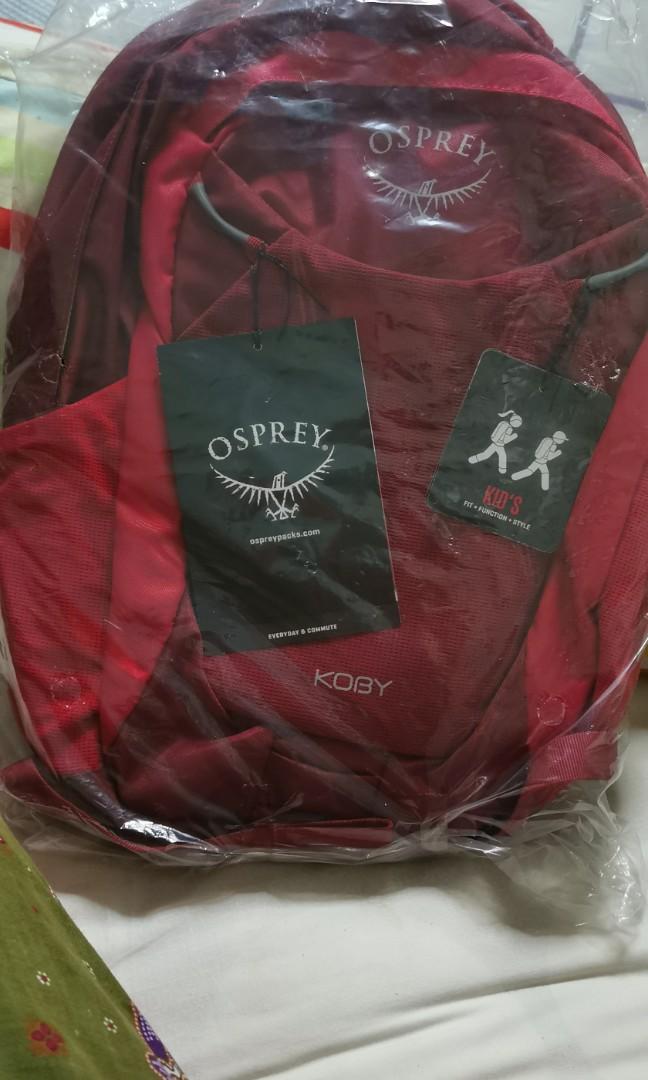 OSPREY
OSPREY®
ospreypacks.com
EVERYDAY & COMMUTE
KID'S
FIT + FUNCTION + STYLE
KOBY